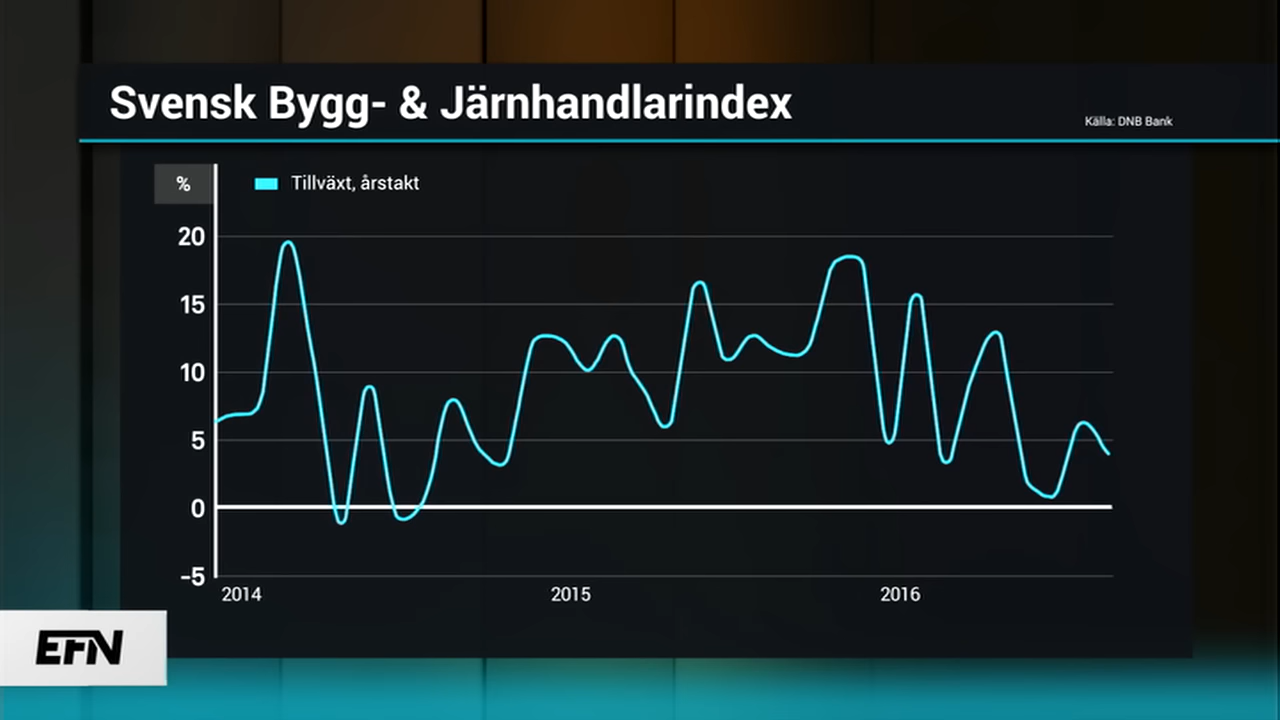 Svensk Bygg- & Järnhandlarindex
Källa: DNB Bank
%
Tillväxt, årstakt
20
15
10
5
0
-5
2014 2015 2016
EFN